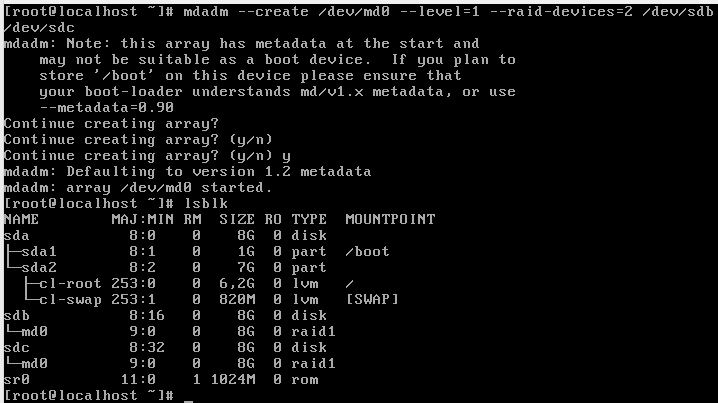 [root@localhost ~]# mdadm --create /dev/md0 --level=1 --raid-devices=2 /dev/sdb
/dev/sdc
mdadm: Note: this array has metadata at the start and
    may not be suitable as a boot device.  If you plan to
    store '/boot' on this device please ensure that
    your boot-loader understands md/v1.x metadata, or use
    --metadata=0.90
Continue creating array?
Continue creating array? (y/n)
Continue creating array? (y/n) y
mdadm: Defaulting to version 1.2 metadata
mdadm: array /dev/md0 started.
[root@localhost ~]# lsblk
NAME        MAJ:MIN RM  SIZE RO TYPE  MOUNTPOINT
sda           8:0    0    8G  0 disk
├─sda1        8:1    0    1G  0 part  /boot
└─sda2        8:2    0    7G  0 part
  ├─cl-root 253:0    0  6,2G  0 lvm   /
  └─cl-swap 253:1    0  820M  0 lvm   [SWAP]
sdb           8:16   0    8G  0 disk
└─md0         9:0    0    8G  0 raid1
sdc           8:32   0    8G  0 disk
└─md0         9:0    0    8G  0 raid1
sr0          11:0    1 1024M  0 rom
[root@localhost ~]# _